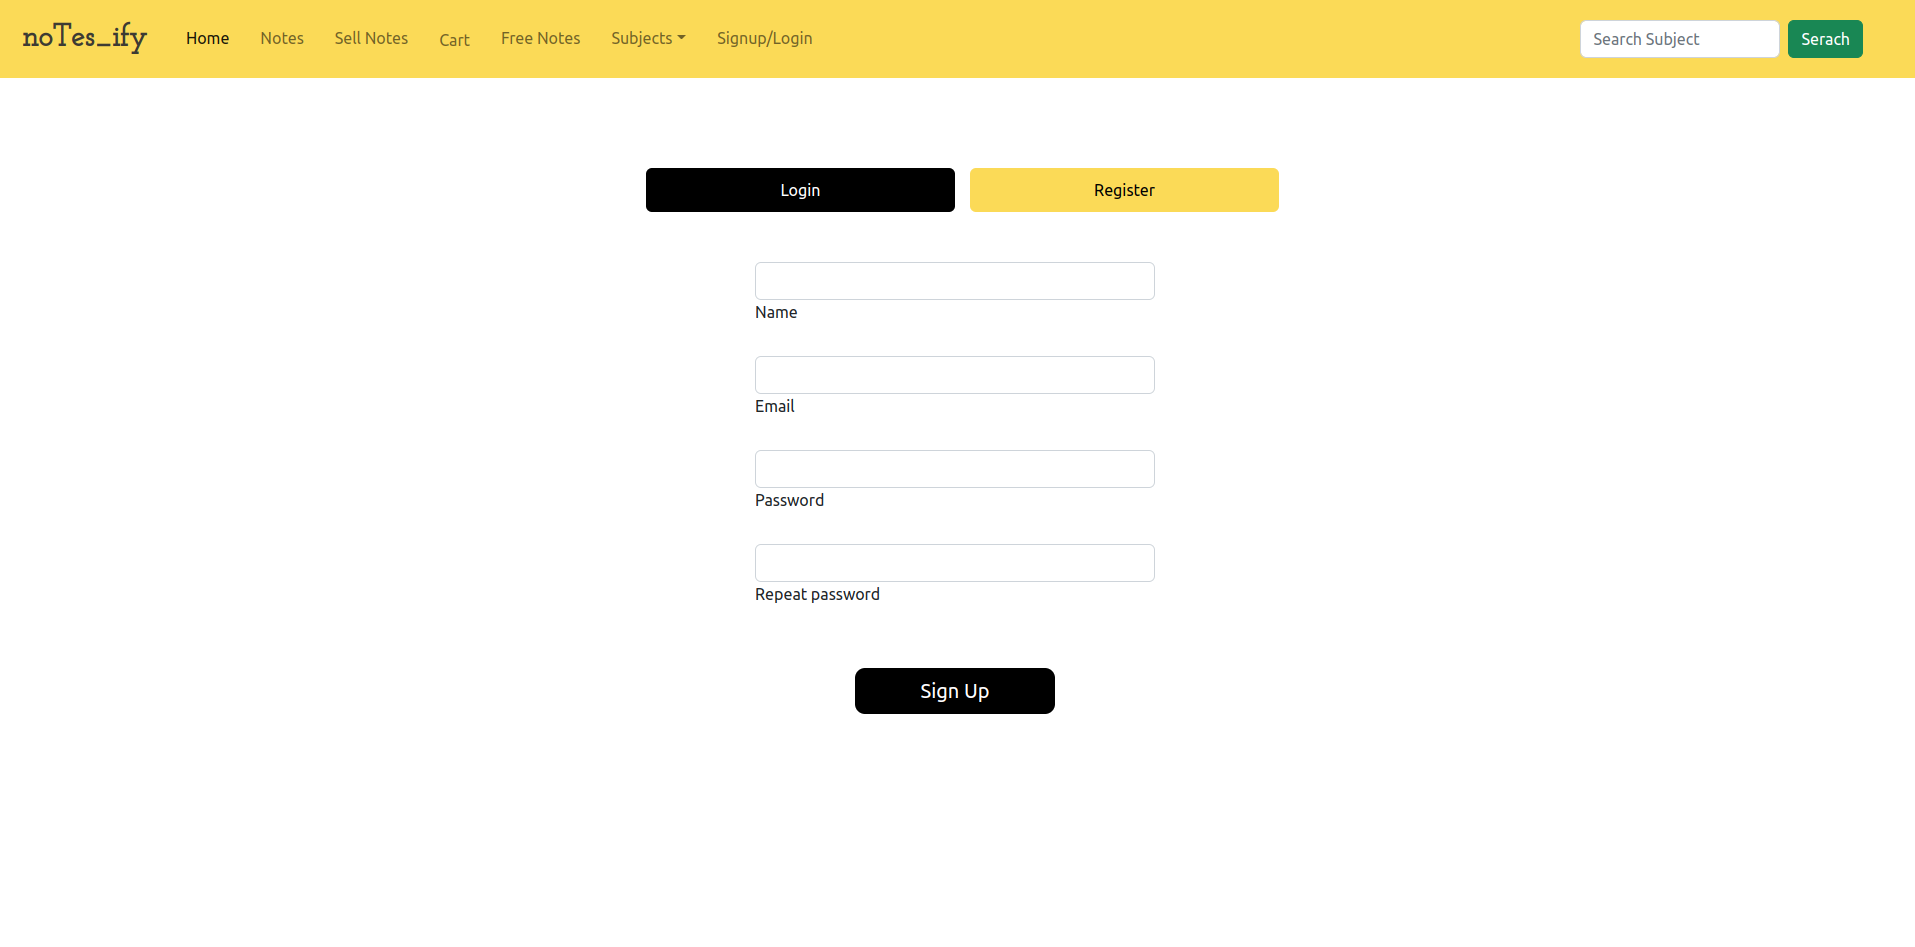 noTes_ify Home Notes Sell Notes Cart Free Notes Subjects Signup/Login Search Subject Serach
Login Register
Name
Email
Password
Repeat password
Sign Up